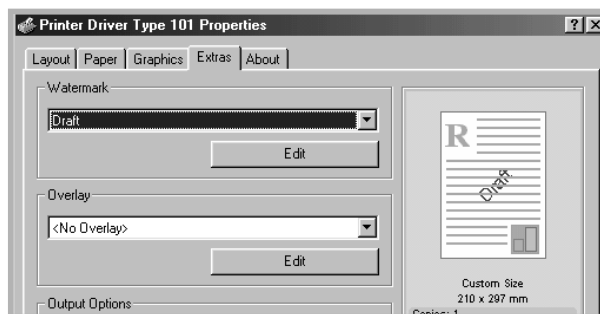 Printer Driver Type 101 Properties
Layout Paper Graphics Extras About
Watermark
Draft
Edit
Overlay
<No Overlay>
Edit
Output Options
R
Draft
Custom Size
210 x 297 mm
Copies: 1